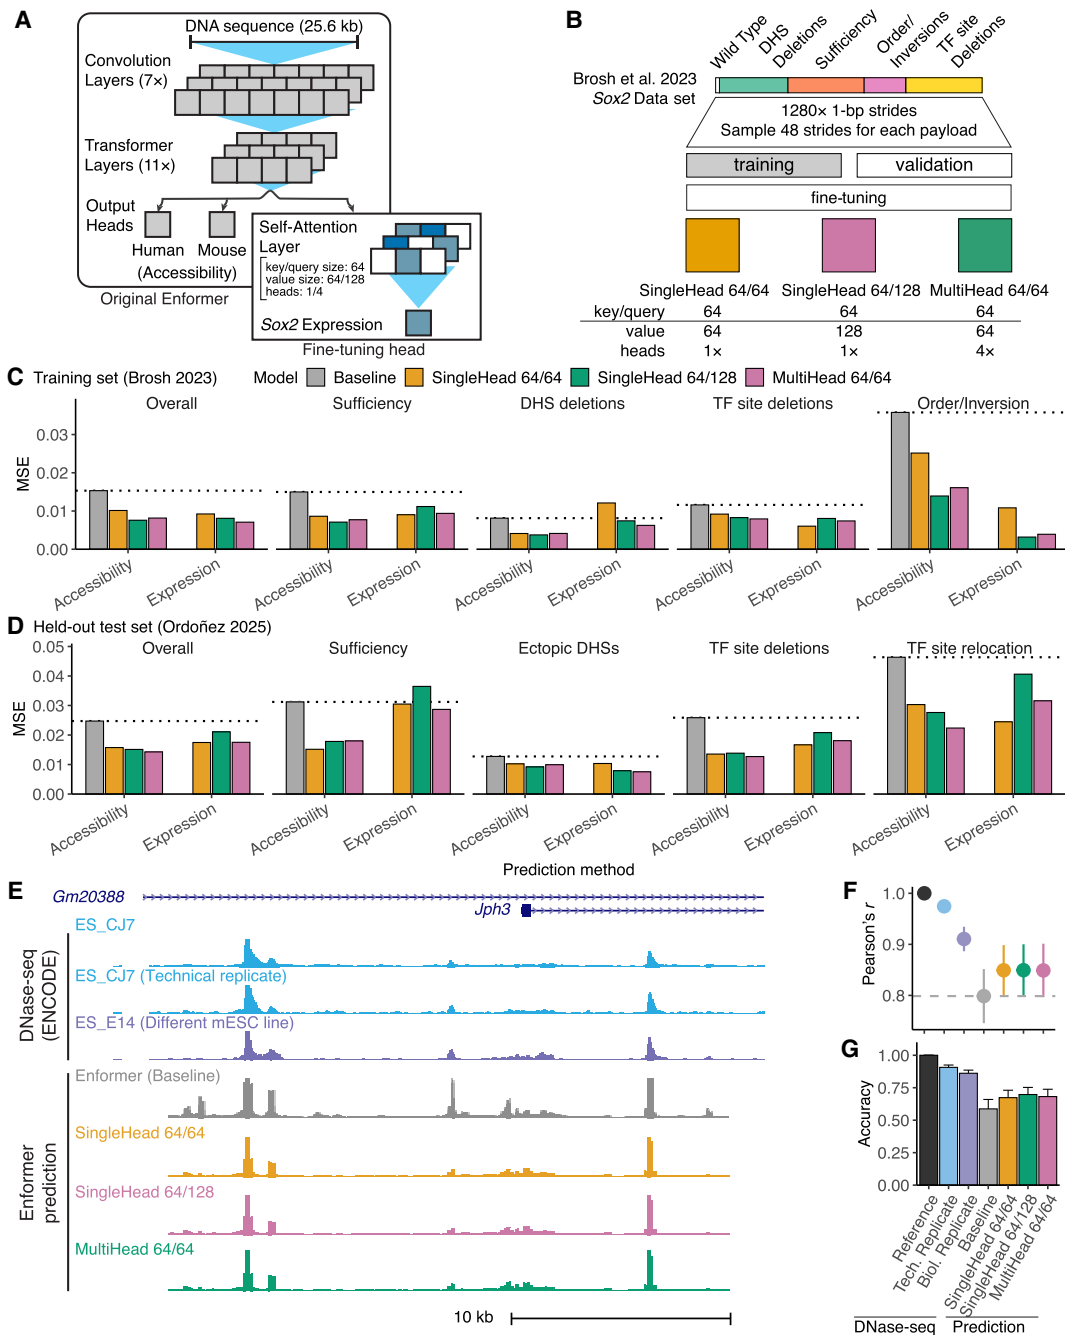 A
DNA sequence (25.6 kb)
Convolution
Layers (7×)
Transformer
Layers (11×)
Output
Heads
Human
Mouse
(Accessibility)
Original Enformer
Self-Attention
Layer
key/query size: 64
value size: 64/128
heads: 1/4
Sox2 Expression
Fine-tuning head
B
Wild Type
DHS
Deletions
Sufficiency
Order/
Inversions
TF site
Deletions
Brosh et al. 2023
Sox2 Data set
1280× 1-bp strides
Sample 48 strides for each payload
training
validation
fine-tuning
SingleHead 64/64
SingleHead 64/128
MultiHead 64/64
key/query 64 64 64
value 64 128 64
heads 1× 1× 4×
C
Training set (Brosh 2023)
Model Baseline SingleHead 64/64 SingleHead 64/128 MultiHead 64/64
Overall
Sufficiency
DHS deletions
TF site deletions
Order/Inversion
MSE
0.03
0.02
0.01
0.00
Accessibility
Expression
Accessibility
Expression
Accessibility
Expression
Accessibility
Expression
Accessibility
Expression
D
Held-out test set (Ordoñez 2025)
Overall
Sufficiency
Ectopic DHSs
TF site deletions
TF site relocation
MSE
0.05
0.04
0.03
0.02
0.01
0.00
Accessibility
Expression
Accessibility
Expression
Accessibility
Expression
Accessibility
Expression
Accessibility
Expression
Prediction method
E
Gm20388
Jph3
DNase-seq
(ENCODE)
ES_CJ7
ES_CJ7 (Technical replicate)
ES_E14 (Different mESC line)
Enformer
prediction
Enformer (Baseline)
SingleHead 64/64
SingleHead 64/128
MultiHead 64/64
10 kb
F
Pearson's r
1.0
0.9
0.8
G
Accuracy
1.00
0.75
0.50
0.25
0.00
Reference
Tech. Replicate
Biol. Replicate
Baseline
SingleHead 64/64
SingleHead 64/128
MultiHead 64/64
DNase-seq
Prediction